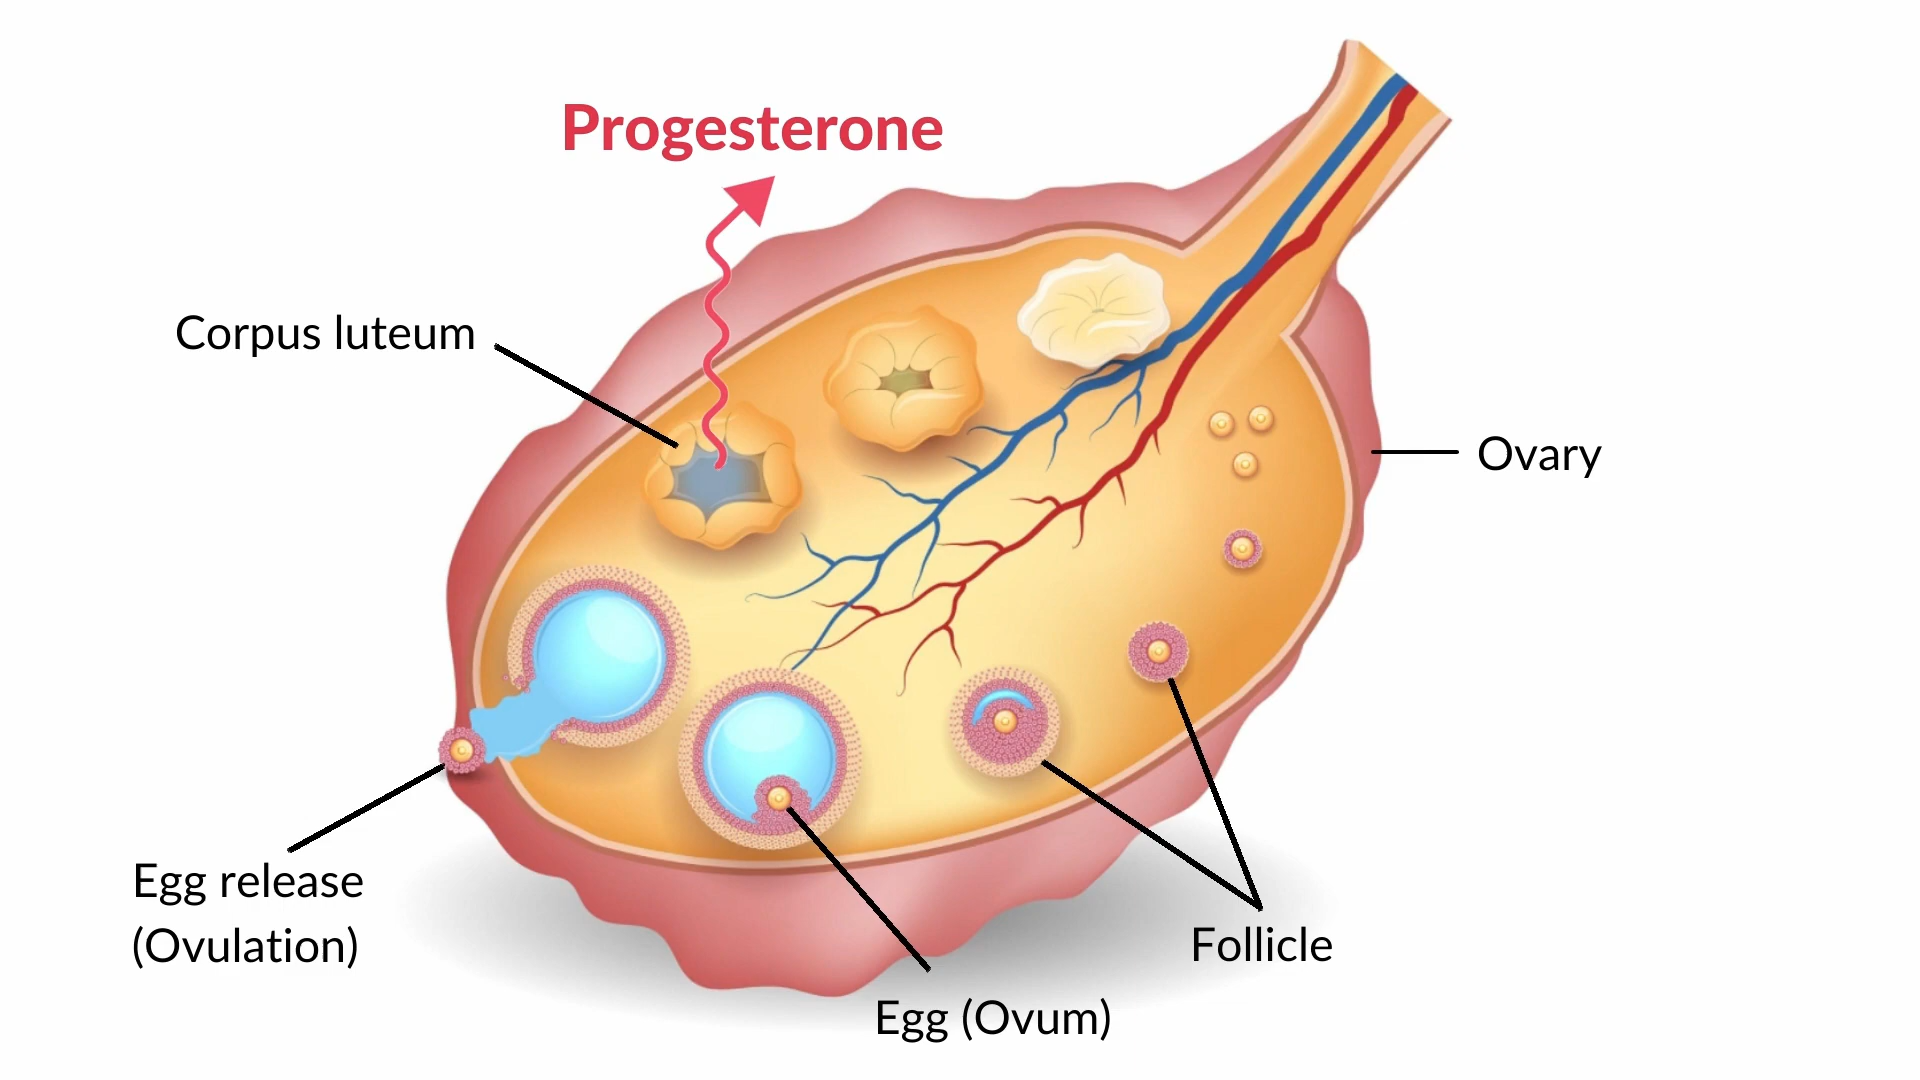 Progesterone
Corpus luteum
Ovary
Egg release
(Ovulation)
Follicle
Egg (Ovum)